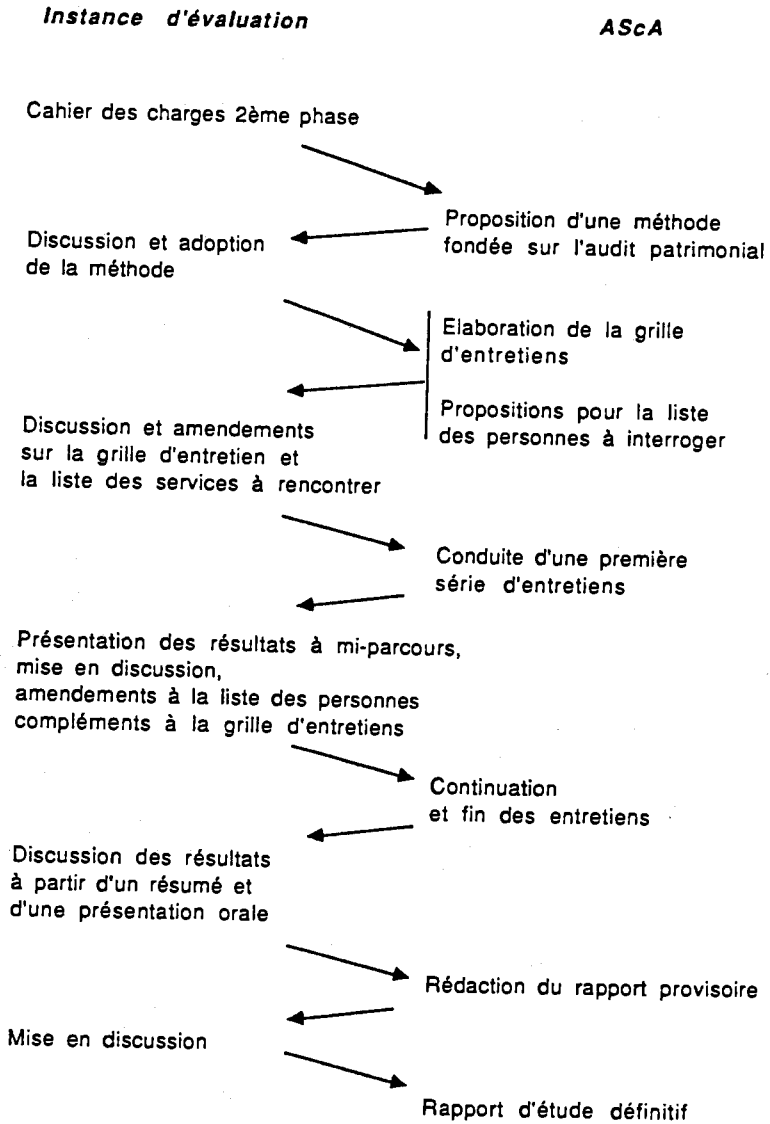 Instance d'évaluation
AScA
Cahier des charges 2ème phase
Proposition d'une méthode
fondée sur l'audit patrimonial
Discussion et adoption
de la méthode
Elaboration de la grille
d'entretiens
Propositions pour la liste
des personnes à interroger
Discussion et amendements
sur la grille d'entretien et
la liste des services à rencontrer
Conduite d'une première
série d'entretiens
Présentation des résultats à mi-parcours,
mise en discussion,
amendements à la liste des personnes
compléments à la grille d'entretiens
Continuation
et fin des entretiens
Discussion des résultats
à partir d'un résumé et
d'une présentation orale
Rédaction du rapport provisoire
Mise en discussion
Rapport d'étude définitif